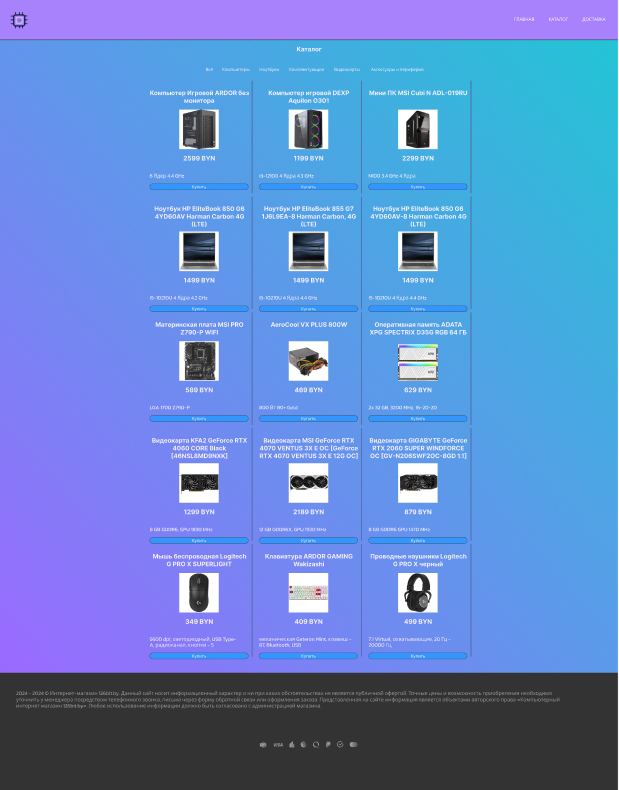 ГЛАВНАЯ КАТАЛОГ ДОСТАВКА
Каталог
Всё Компьютеры Ноутбуки Комплектующие Видеокарты Аксессуары и периферия
Компьютер Игровой ARDOR без
монитора
2599 BYN
6 Ядер 4.4 GHz
Купить
Компьютер игровой DEXP
Aquilon O301
1199 BYN
i3-12100 4 Ядра 4.3 GHz
Купить
Мини ПК MSI Cubi N ADL-019RU
2299 BYN
N100 3.4 GHz 4 Ядра
Купить
Ноутбук HP EliteBook 850 G6
4YD60AV Harman Carbon 4G
(LTE)
1499 BYN
i5-10210U 4 Ядра 4.2 GHz
Купить
Ноутбук HP EliteBook 855 G7
1J6L9EA-8 Harman Carbon, 4G
(LTE)
1499 BYN
i5-10210U 4 Ядра 4.4 GHz
Купить
Ноутбук HP EliteBook 850 G6
4YD60AV-8 Harman Carbon 4G
(LTE)
1499 BYN
i5-10210U 4 Ядра 4.4 GHz
Купить
Материнская плата MSI PRO
Z790-P WIFI
589 BYN
LGA 1700 Z790-P
Купить
AeroCool VX PLUS 800W
469 BYN
800 Вт 80+ Gold
Купить
Оперативная память ADATA
XPG SPECTRIX D35G RGB 64 ГБ
629 BYN
2x 32 GB, 3200 MHz, 16-20-20
Купить
Видеокарта KFA2 GeForce RTX
4060 CORE Black
[46NSL8MD9NXK]
1299 BYN
8 GB GDDR6, GPU 1830 MHz
Купить
Видеокарта MSI GeForce RTX
4070 VENTUS 3X E OC [GeForce
RTX 4070 VENTUS 3X E 12G OC]
2189 BYN
12 GB GDDR6X, GPU 1920 MHz
Купить
Видеокарта GIGABYTE GeForce
RTX 2060 SUPER WINDFORCE
OC [GV-N206SWF2OC-8GD 1.1]
879 BYN
8 GB GDDR6 GPU 1470 MHz
Купить
Мышь беспроводная Logitech
G PRO X SUPERLIGHT
349 BYN
5600 dpi, светодиодный, USB Type-
A, радиоканал, кнопки - 5
Купить
Клавиатура ARDOR GAMING
Wakizashi
409 BYN
механическая Gateron Mint, клавиш -
67, Bluetooth, USB
Купить
Проводные наушники Logitech
G PRO X черный
499 BYN
7.1 Virtual, охватывающие, 20 Гц -
20000 Гц
Купить
2024 - 2024 © Интернет-магазин 12Bit.by. Данный сайт носит информационный характер и ни при каких обстоятельствах не является публичной офертой. Точные цены и возможность приобретения необходимо
уточнить у менеджера посредством телефонного звонка, письма через форму обратной связи или оформления заказа. Представленная на сайте информация является объектами авторского права «Компьютерный
интернет магазин 12Bit.by». Любое использование информации должно быть согласовано с администрацией магазина.
VISA